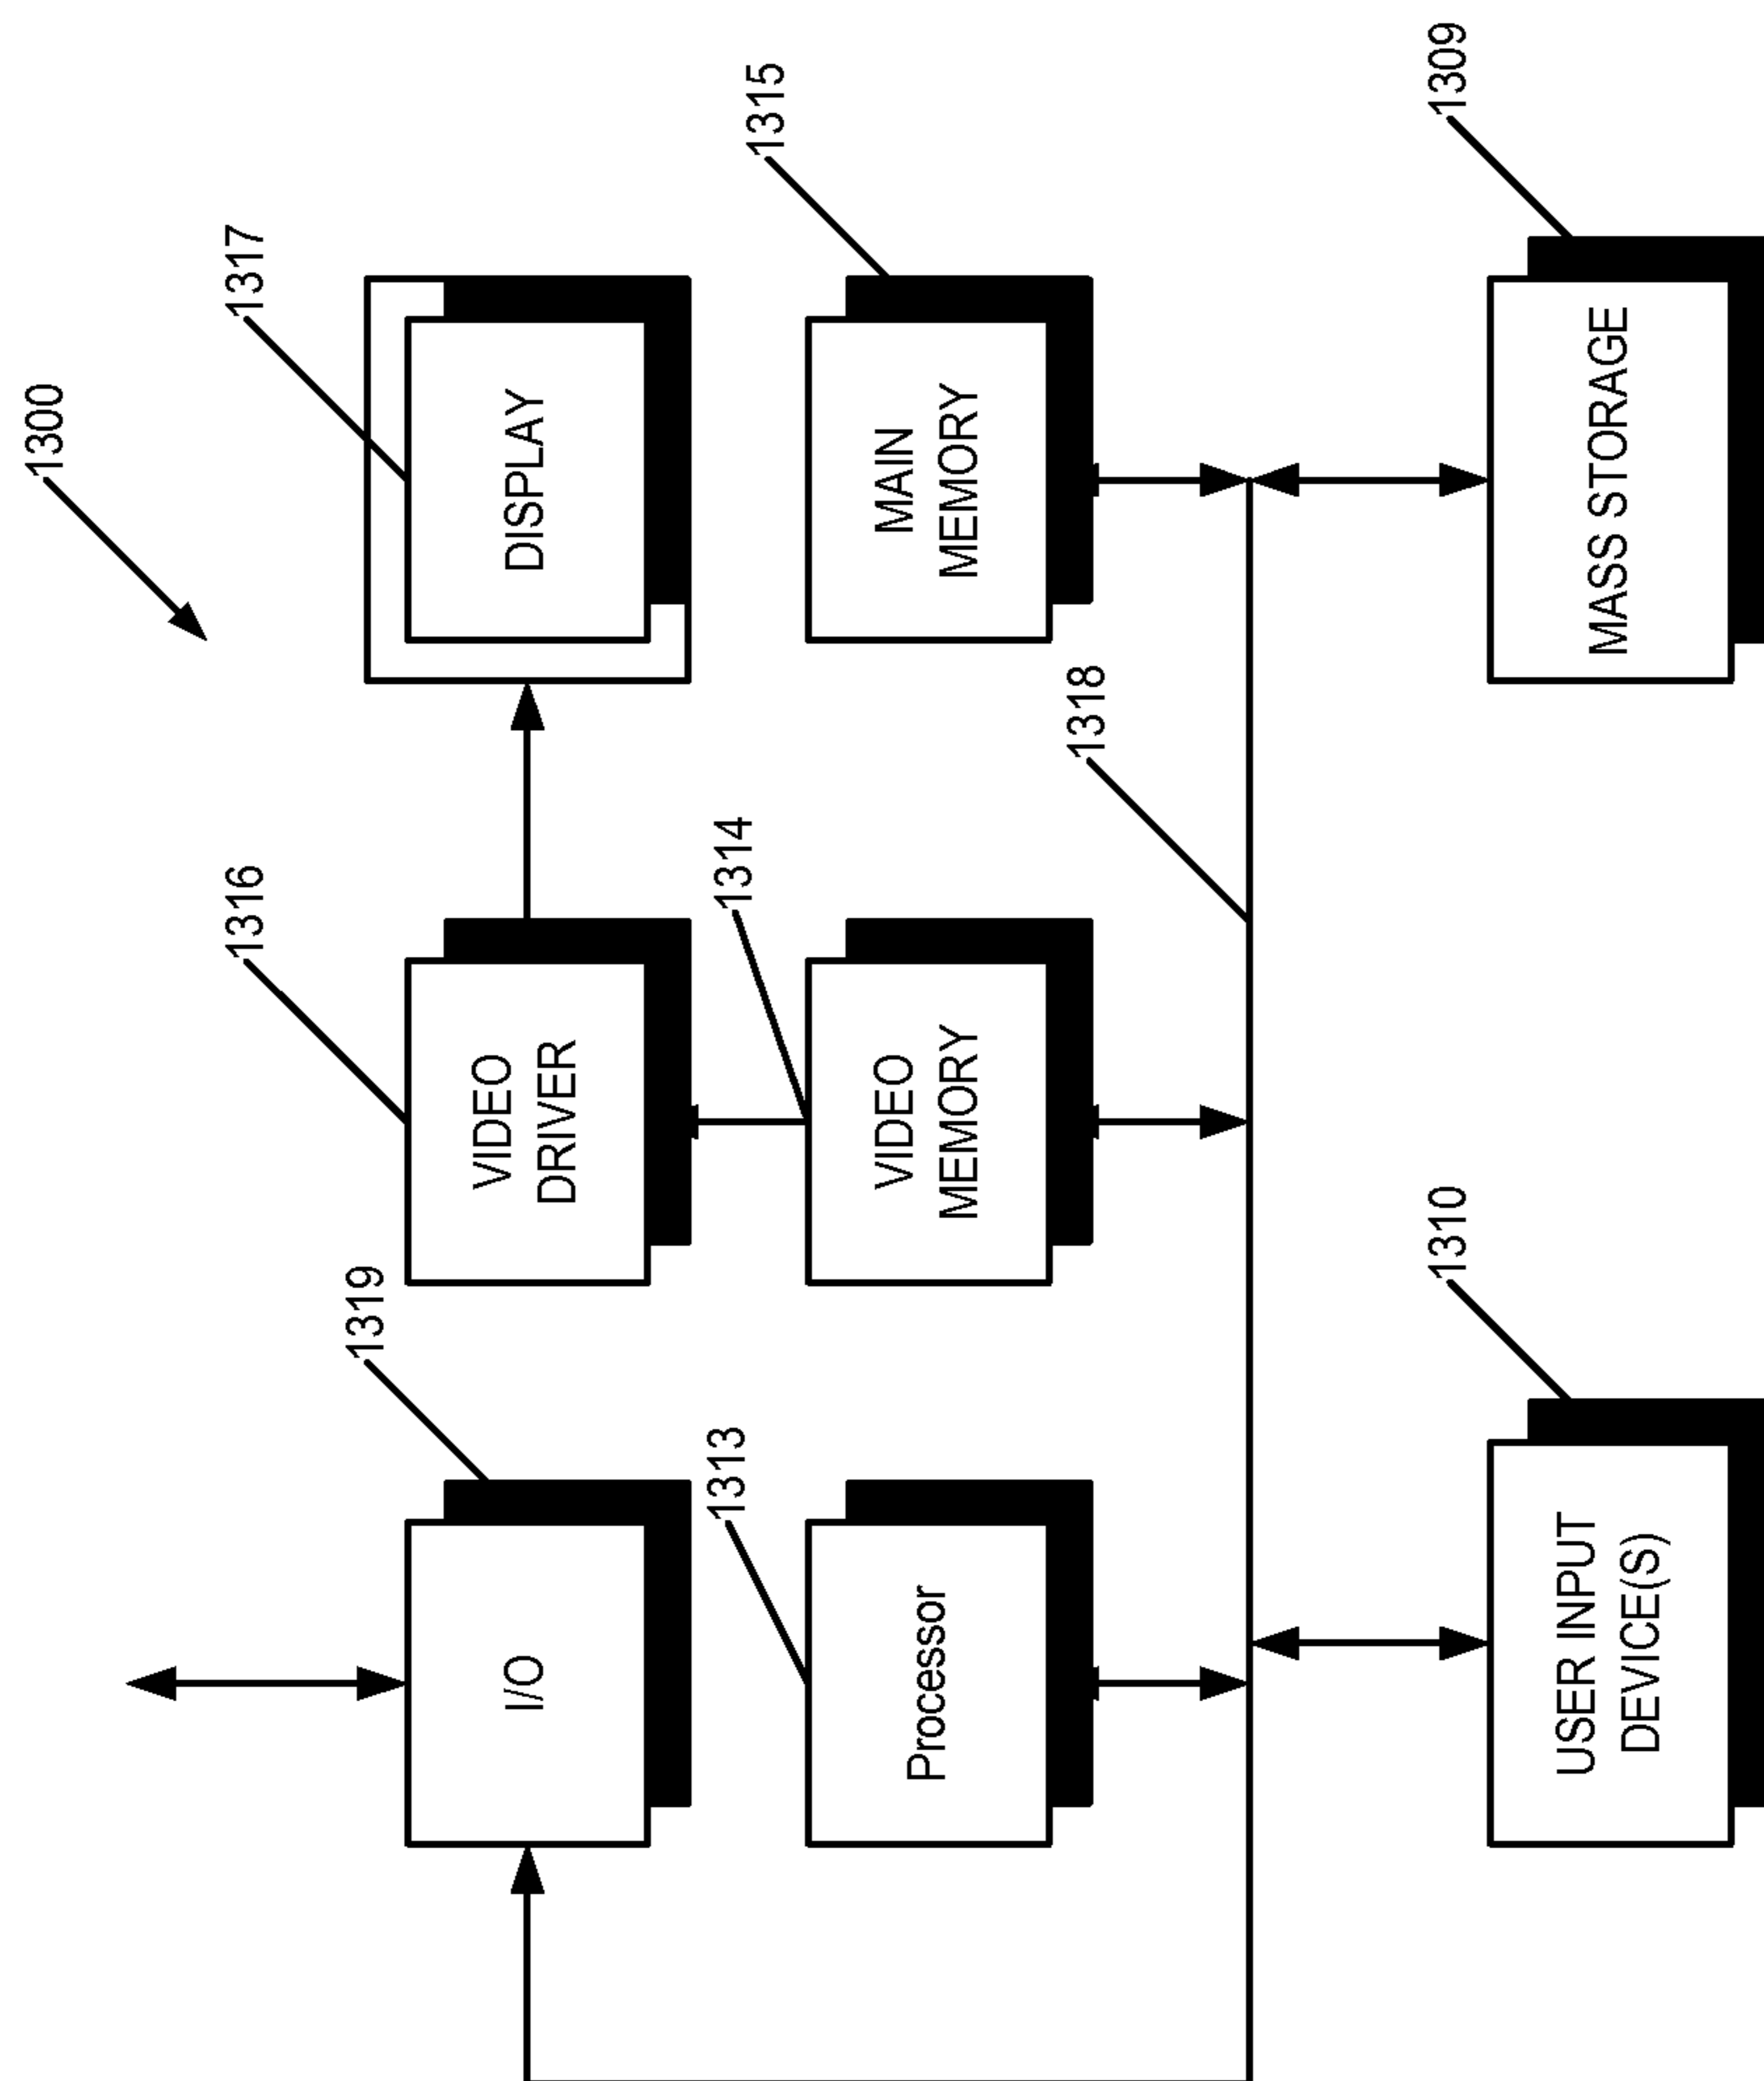 1300
1319
1316
1317
I/O
VIDEO
DRIVER
DISPLAY
1313
1314
1315
Processor
VIDEO
MEMORY
MAIN
MEMORY
1318
1310
1309
USER INPUT
DEVICE(S)
MASS STORAGE